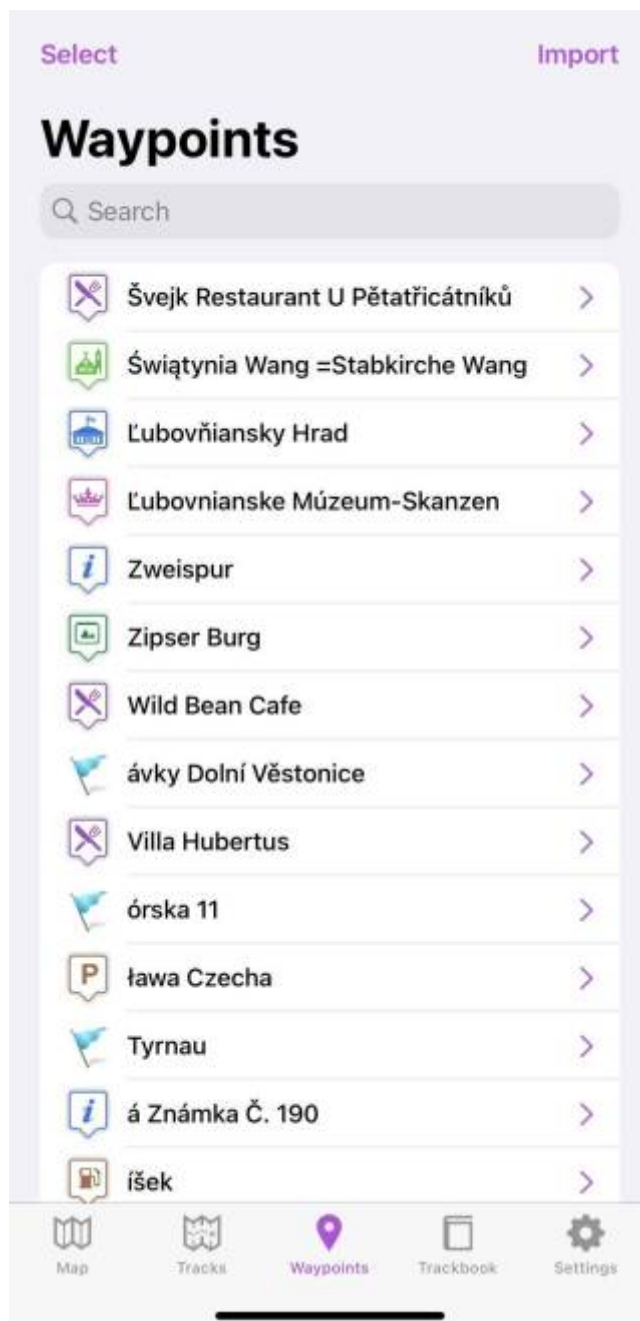 Select
Import
Waypoints
Search
Švejk Restaurant U Pětatřicátníků
Świątynia Wang =Stabkirche Wang
Ľubovňiansky Hrad
Ľubovnianske Múzeum-Skanzen
Zweispur
Zipser Burg
Wild Bean Cafe
ávky Dolní Věstonice
Villa Hubertus
órska 11
P
ława Czecha
Tyrnau
á Známka Č. 190
íšek
Map
Tracks
Waypoints
Trackbook
Settings